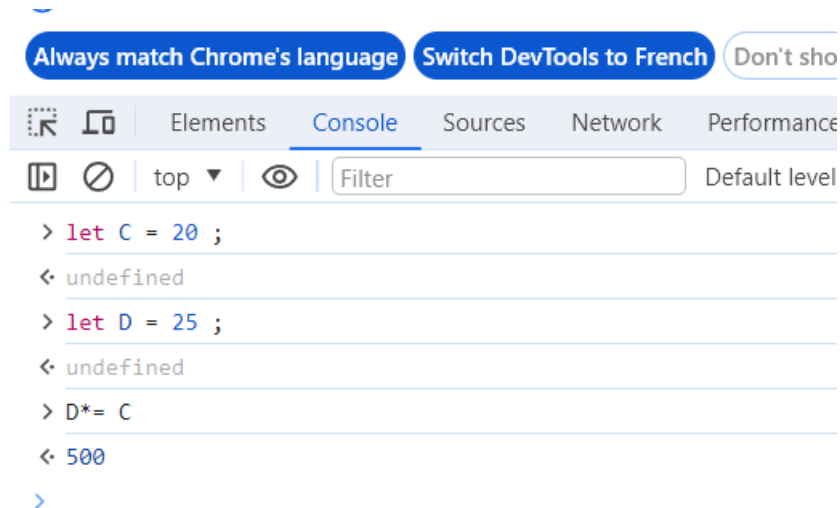 Always match Chrome's language Switch DevTools to French Don't sho
Elements Console Sources Network Performance
top ▼ Filter Default level
> let C = 20 ;
undefined
> let D = 25 ;
undefined
> D*= C
500
>